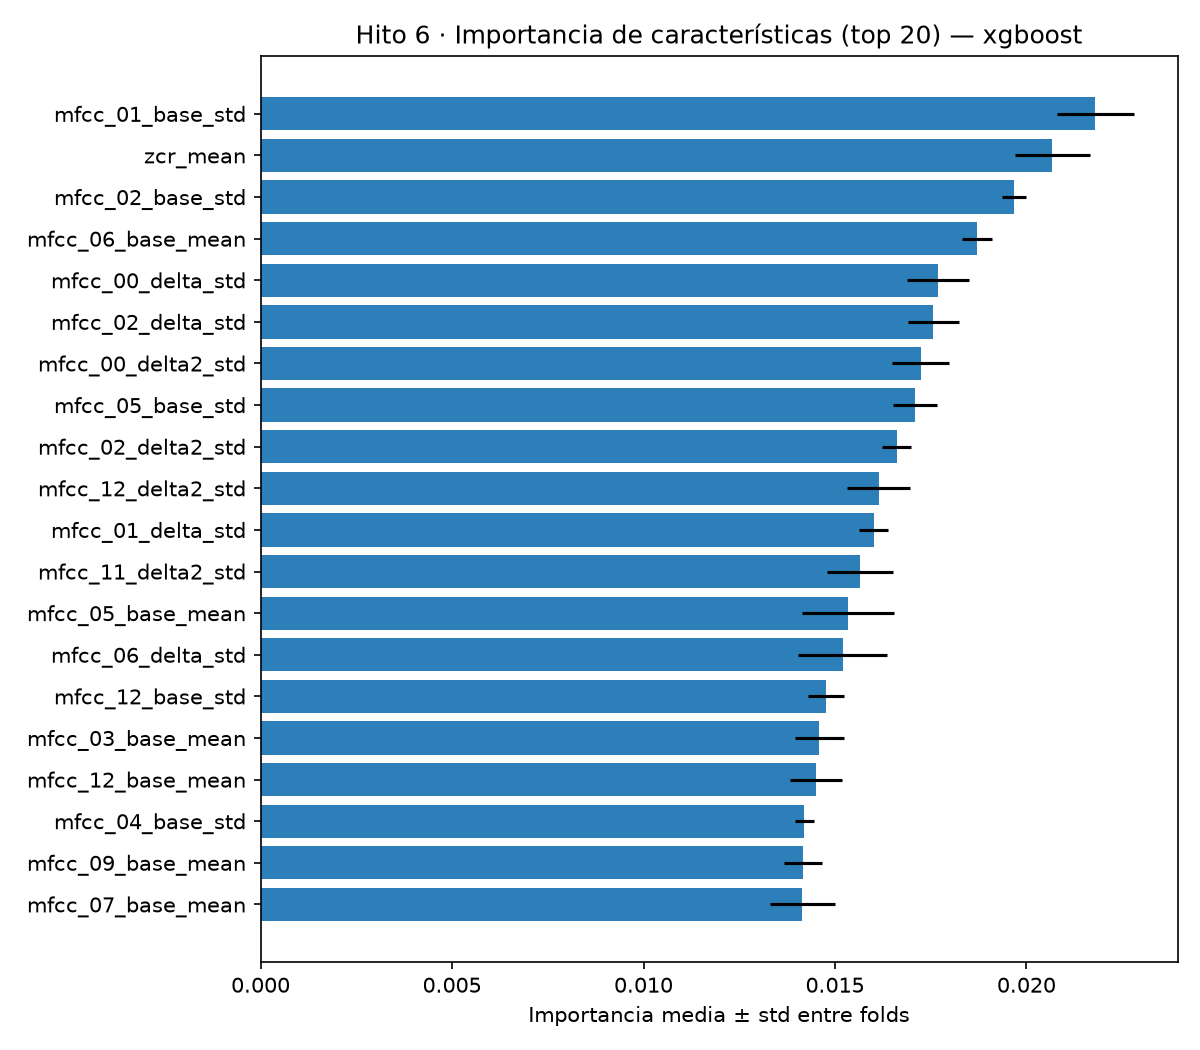 Hito 6 · Importancia de características (top 20) — xgboost
mfcc_01_base_std
zcr_mean
mfcc_02_base_std
mfcc_06_base_mean
mfcc_00_delta_std
mfcc_02_delta_std
mfcc_00_delta2_std
mfcc_05_base_std
mfcc_02_delta2_std
mfcc_12_delta2_std
mfcc_01_delta_std
mfcc_11_delta2_std
mfcc_05_base_mean
mfcc_06_delta_std
mfcc_12_base_std
mfcc_03_base_mean
mfcc_12_base_mean
mfcc_04_base_std
mfcc_09_base_mean
mfcc_07_base_mean
0.000 0.005 0.010 0.015 0.020
Importancia media ± std entre folds